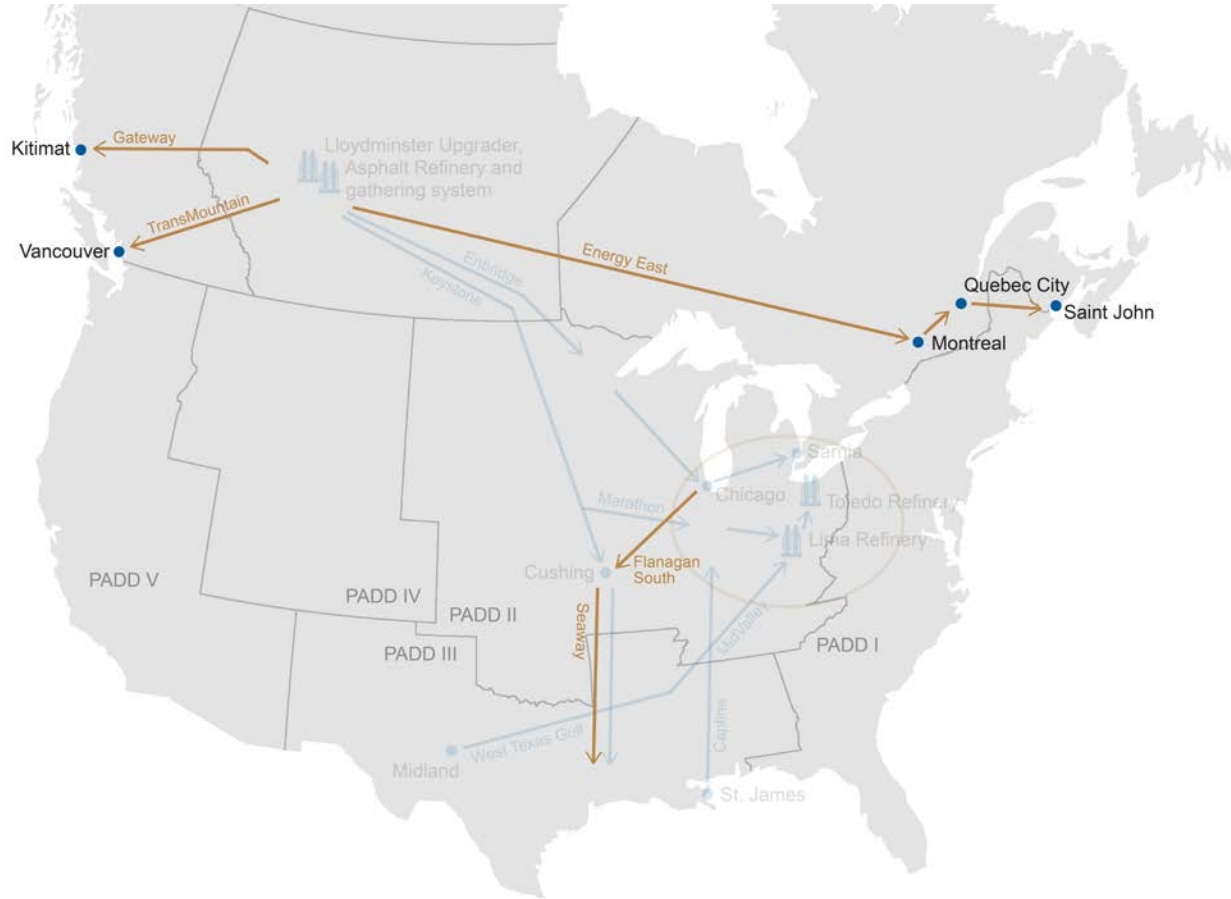 Gateway
Kitimat
Lloydminster Upgrader,
Asphalt Refinery and
gathering system
TransMountain
Vancouver
Enbridge
Keystone
Energy East
Quebec City
Saint John
Montreal
Sarnia
Chicago
Toledo Refinery
Marathon
Lima Refinery
Cushing
Flanagan
South
PADD V
PADD IV
PADD II
Seaway
MidValley
PADD III
PADD I
Capline
West Texas Gulf
Midland
St. James